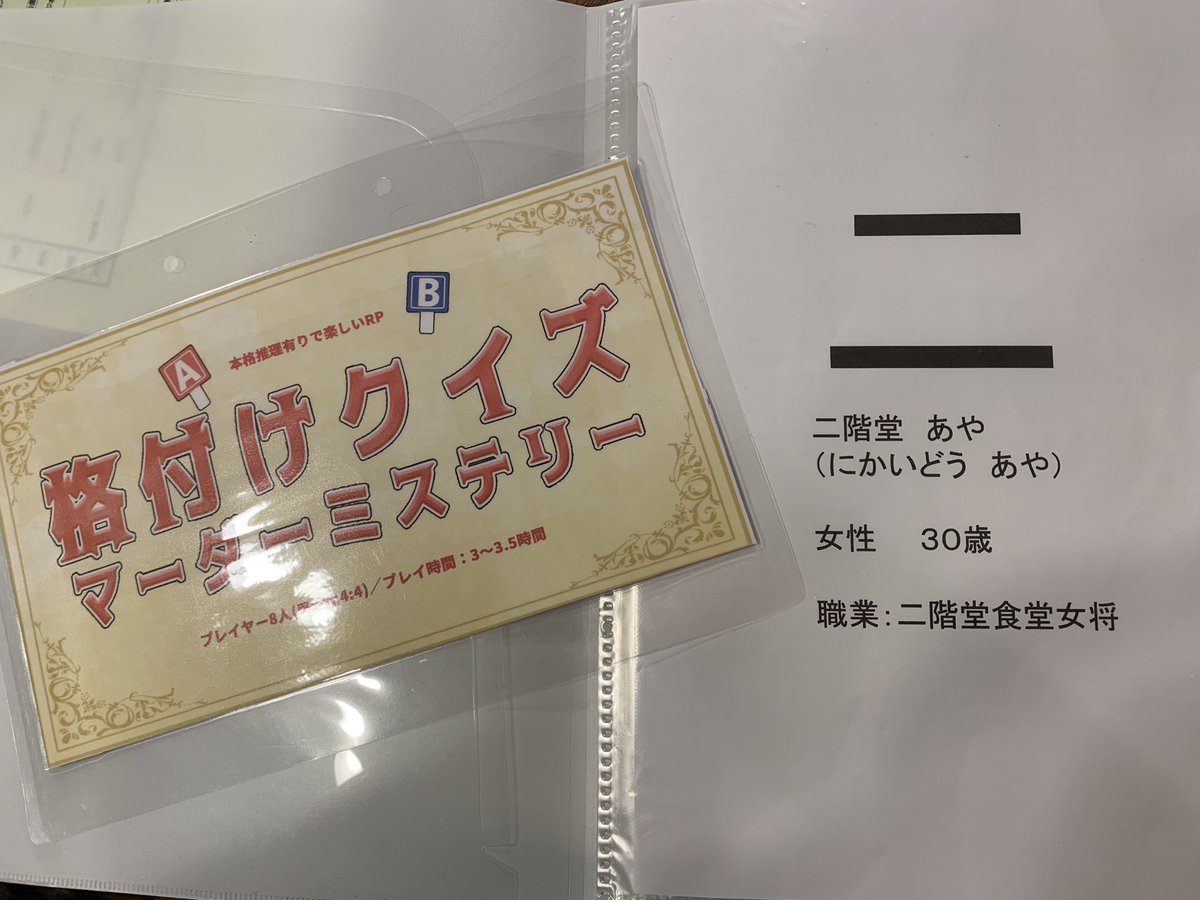 A
B
本格推理有りで楽しいRP
格付けクイズ
マーダーミステリー
プレイヤー8人(4:4)/プレイ時間:3〜3.5時間
二
二階堂 あや
(にかいどう あや)
女性 30歳
職業:二階堂食堂女将